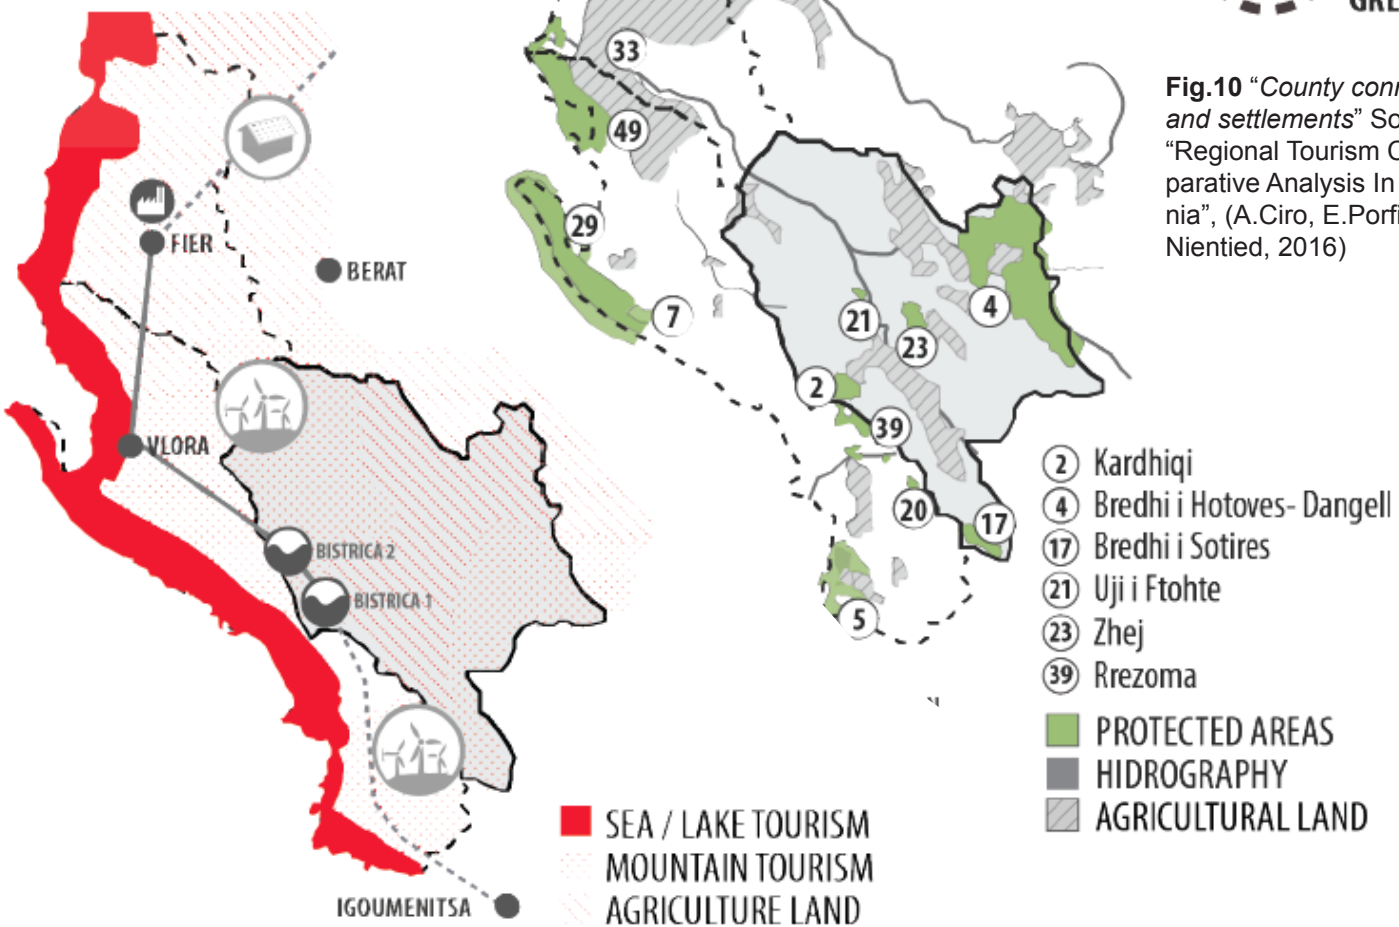 FIER
BERAT
VLORA
BISTRICA 2
BISTRICA 1
IGOUMENITSA
SEA / LAKE TOURISM
MOUNTAIN TOURISM
AGRICULTURE LAND
33
49
29
7
4
21
23
2
39
20
17
5
2 Kardhiqi
4 Bredhi i Hotoves- Dangell
17 Bredhi i Sotires
21 Uji i Ftohte
23 Zhej
39 Rrezoma
PROTECTED AREAS
HIDROGRAPHY
AGRICULTURAL LAND
Fig.10 “County con
and settlements” So
“Regional Tourism C
parative Analysis In
nia”, (A.Ciro, E.Porfi
Nientied, 2016)